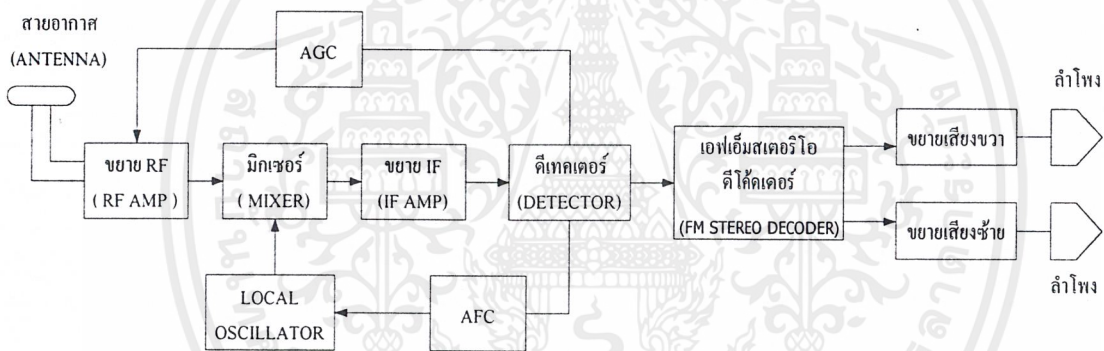 สายอากาศ
(ANTENNA)
AGC
ขยาย RF
( RF AMP )
มิกเซอร์
( MIXER)
ขยาย IF
(IF AMP)
ดีเทคเตอร์
(DETECTOR)
เอฟเอ็มสเตอริโอ
ดีโค้ดเดอร์
(FM STEREO DECODER)
ขยายเสียงขวา
ลำโพง
ขยายเสียงซ้าย
ลำโพง
LOCAL
OSCILLATOR
AFC